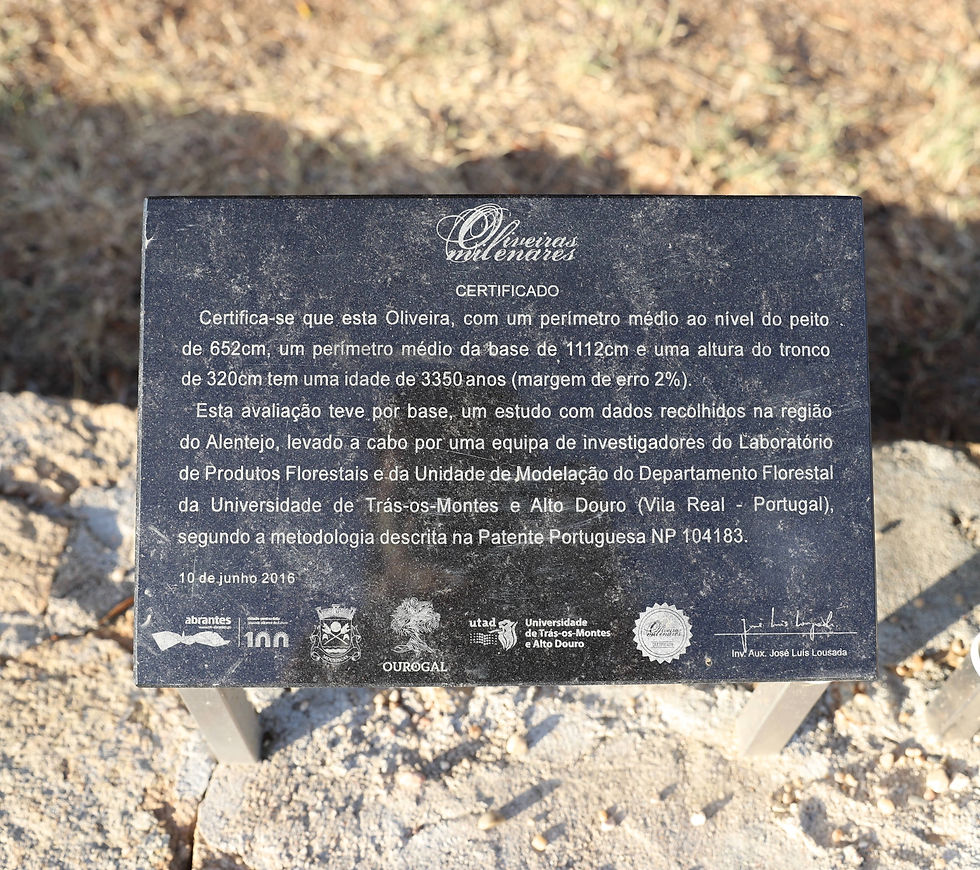 Oliveiras
milenares
CERTIFICADO
Certifica-se que esta Oliveira, com um perímetro médio ao nível do peito
de 652cm, um perímetro médio da base de 1112cm e uma altura do tronco
de 320cm tem uma idade de 3350 anos (margem de erro 2%).
Esta avaliação teve por base, um estudo com dados recolhidos na região
do Alentejo, levado a cabo por uma equipa de investigadores do Laboratório
de Produtos Florestais e da Unidade de Modelação do Departamento Florestal
da Universidade de Trás-os-Montes e Alto Douro (Vila Real - Portugal),
segundo a metodologia descrita na Patente Portuguesa NP 104183.
10 de junho 2016
abrantes
100
OUROGAL
utad
Universidade
de Trás-os-Montes
e Alto Douro
Oliveiras
milenares
Inv. Aux. José Luís Lousada